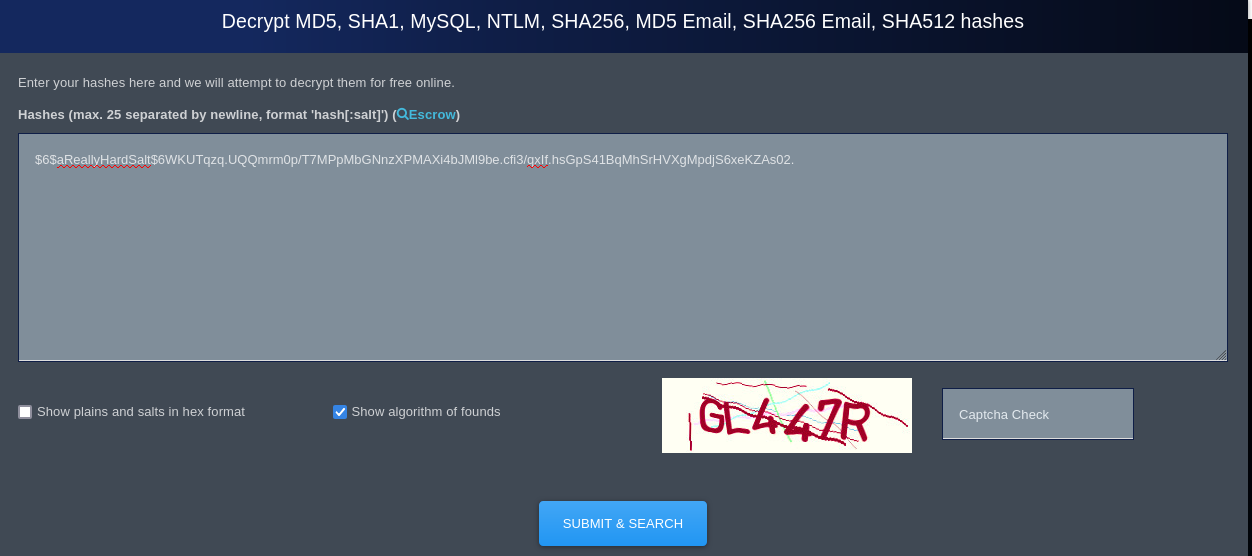 Decrypt MD5, SHA1, MySQL, NTLM, SHA256, MD5 Email, SHA256 Email, SHA512 hashes
Enter your hashes here and we will attempt to decrypt them for free online.
Hashes (max. 25 separated by newline, format 'hash[:salt]') (Escrow)
$6$aReallyHardSalt$6WKUTqzq.UQQmrm0p/T7MPpMbGNnzXPMAXi4bJMl9be.cfi3/qxIf.hsGpS41BqMhSrHVXgMpdjS6xeKZAs02.
Show plains and salts in hex format
Show algorithm of founds
GL447R
Captcha Check
SUBMIT & SEARCH